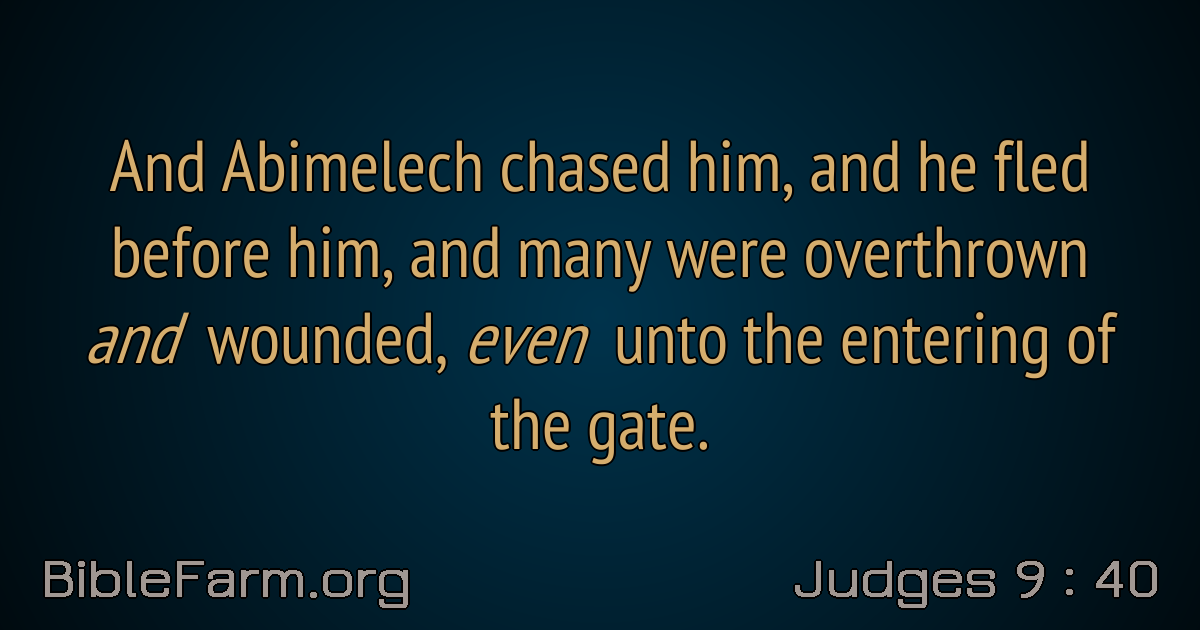 And Abimelech chased him, and he fled
before him, and many were overthrown
and wounded, even unto the entering of
the gate.
BibleFarm.org
Judges 9 : 40